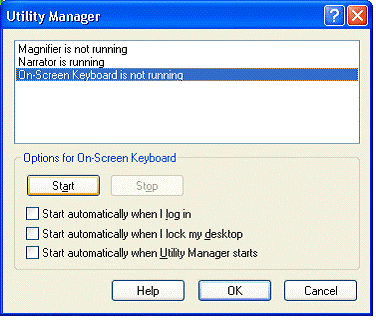 Utility Manager
Magnifier is not running
Narrator is running
On-Screen Keyboard is not running
Options for On-Screen Keyboard
Start Stop
Start automatically when I log in
Start automatically when I lock my desktop
Start automatically when Utility Manager starts
Help OK Cancel